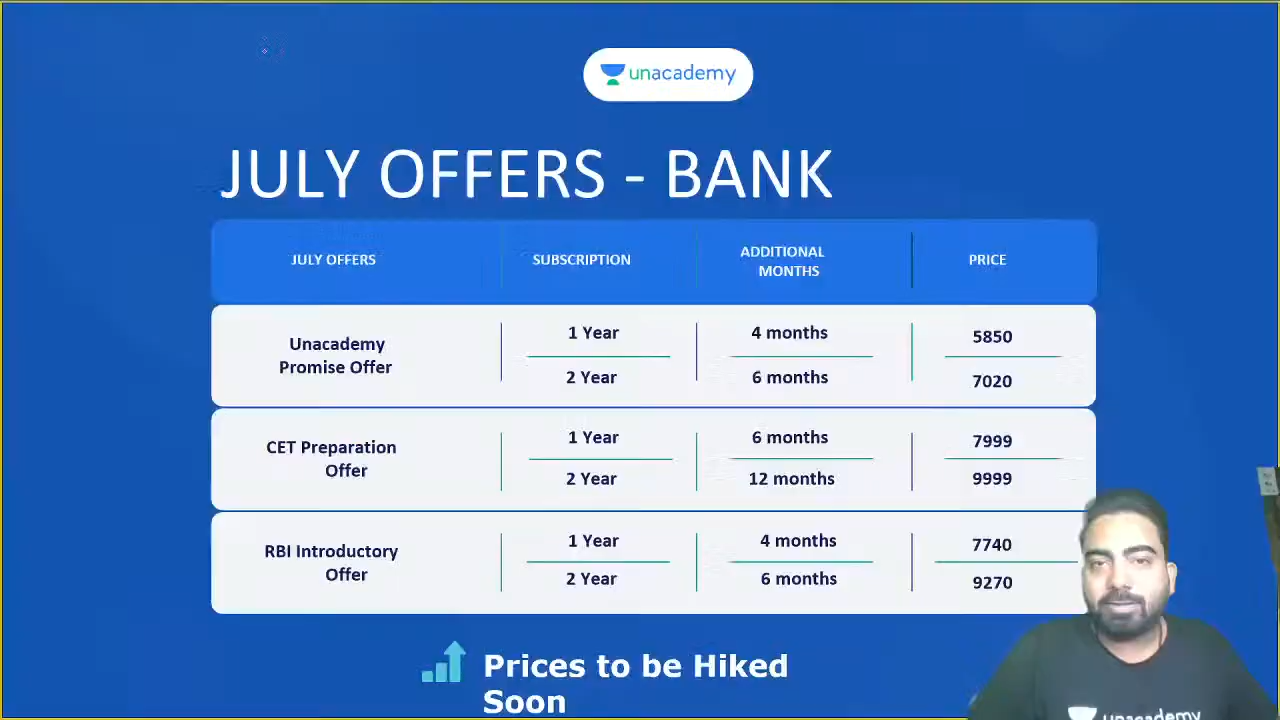 unacademy
JULY OFFERS - BANK
JULY OFFERS
SUBSCRIPTION
ADDITIONAL
MONTHS
PRICE
Unacademy
Promise Offer
1 Year
4 months
5850
2 Year
6 months
7020
CET Preparation
Offer
1 Year
6 months
7999
2 Year
12 months
9999
RBI Introductory
Offer
1 Year
4 months
7740
2 Year
6 months
9270
Prices to be Hiked
Soon
unacademy